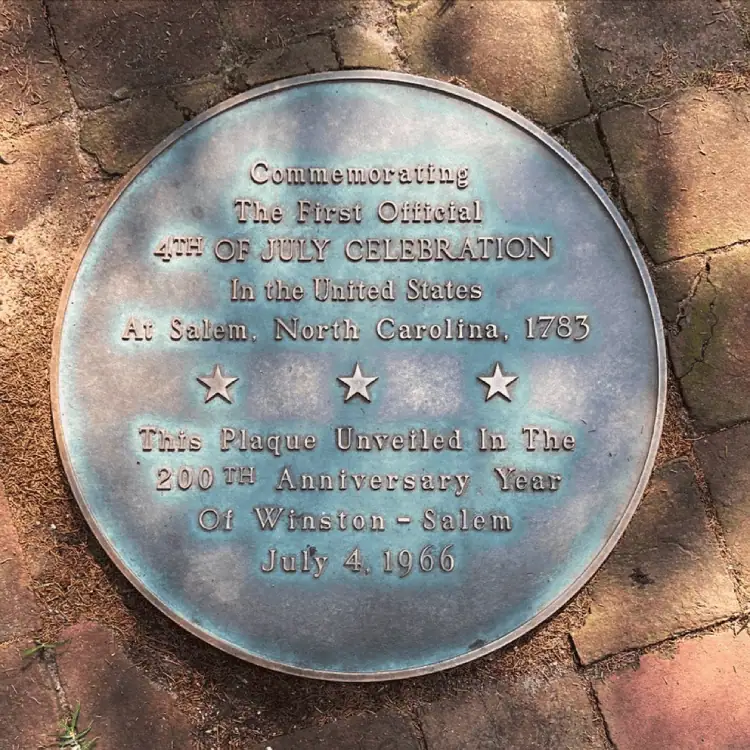 Commemorating
The First Official
4TH OF JULY CELEBRATION
In the United States
At Salem, North Carolina, 1783
This Plaque Unveiled In The
200TH Anniversary Year
Of Winston - Salem
July 4, 1966